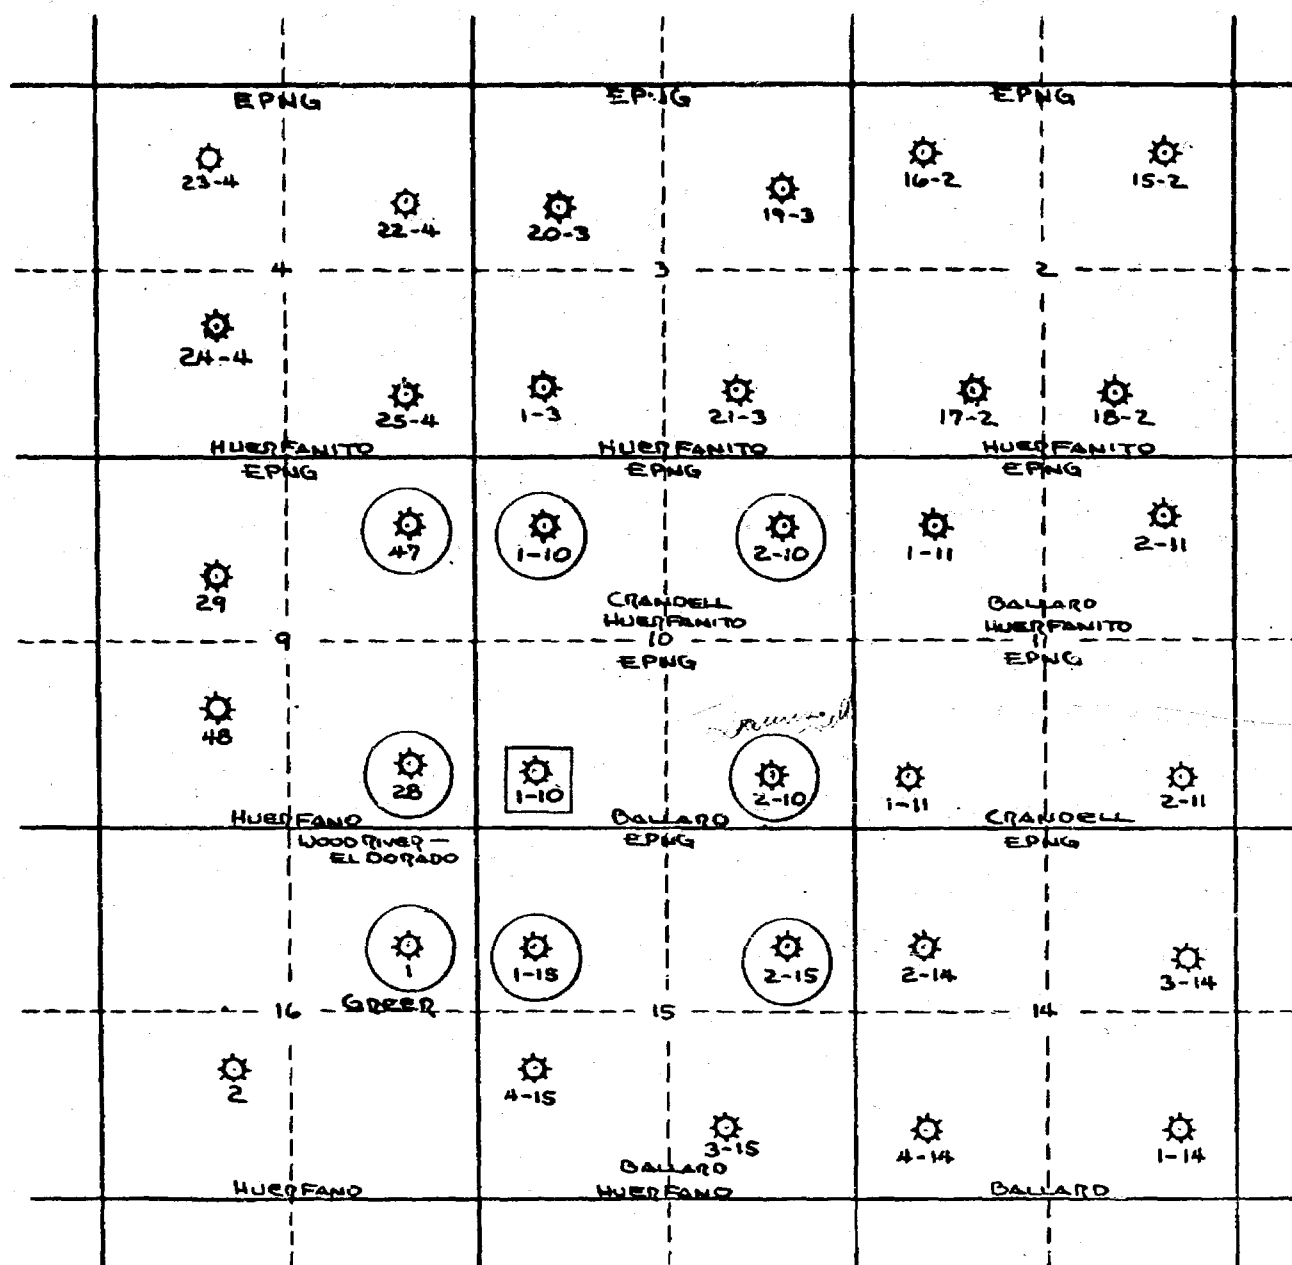 EPNG EPNG EPNG
23-4 22-4 20-3 19-3 16-2 15-2
4 3 2
24-4 25-4 1-3 21-3 17-2 18-2
HUERFANITO HUERFANITO HUERFANITO
EPNG EPNG EPNG
47 1-10 2-10 1-11 2-11
29
CRANDELL BALLARD
HUERFANITO HUERFANITO
9 10 11
EPNG EPNG
48 28 1-10 2-10 1-11 2-11
HUERFANO BALLARD CRANDELL
WOODRIVER- EPNG EPNG
EL DORADO
1 1-15 2-15 2-14 3-14
GREER
16 15 14
2 4-15 3-15 4-14 1-14
BALLARD
HUERFANO HUERFANO BALLARD